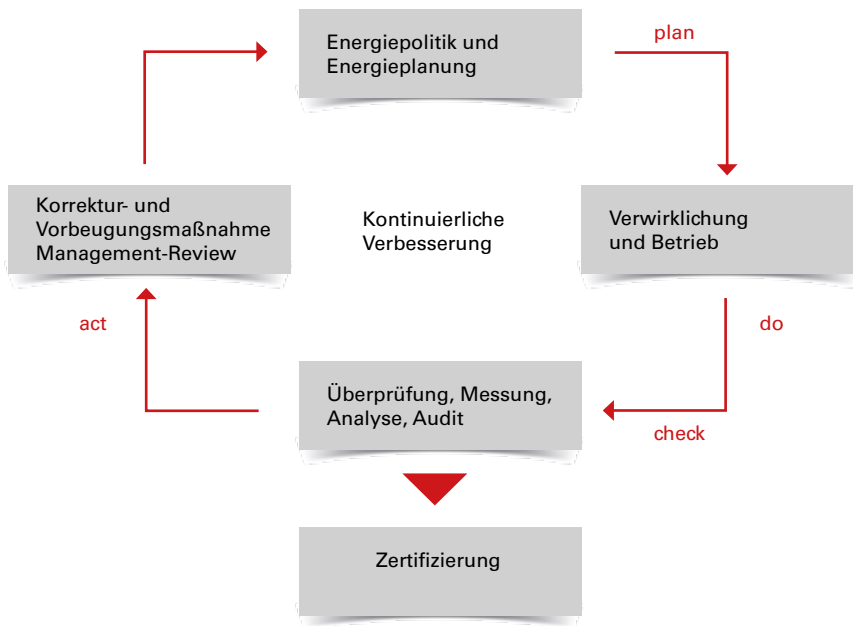 Energiepolitik und
Energieplanung
plan
Korrektur- und
Vorbeugungsmaßnahme
Management-Review
Kontinuierliche
Verbesserung
Verwirklichung
und Betrieb
act
do
Überprüfung, Messung,
Analyse, Audit
check
Zertifizierung